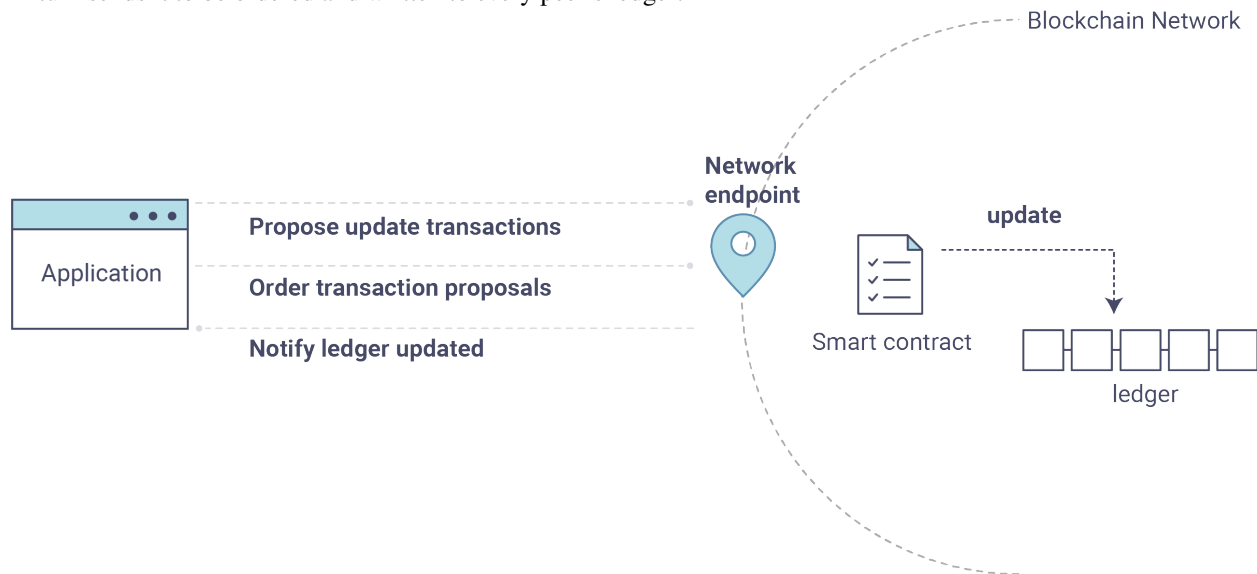 Blockchain Network
Network
endpoint
Propose update transactions
update
Application
Order transaction proposals
Smart contract
Notify ledger updated
ledger